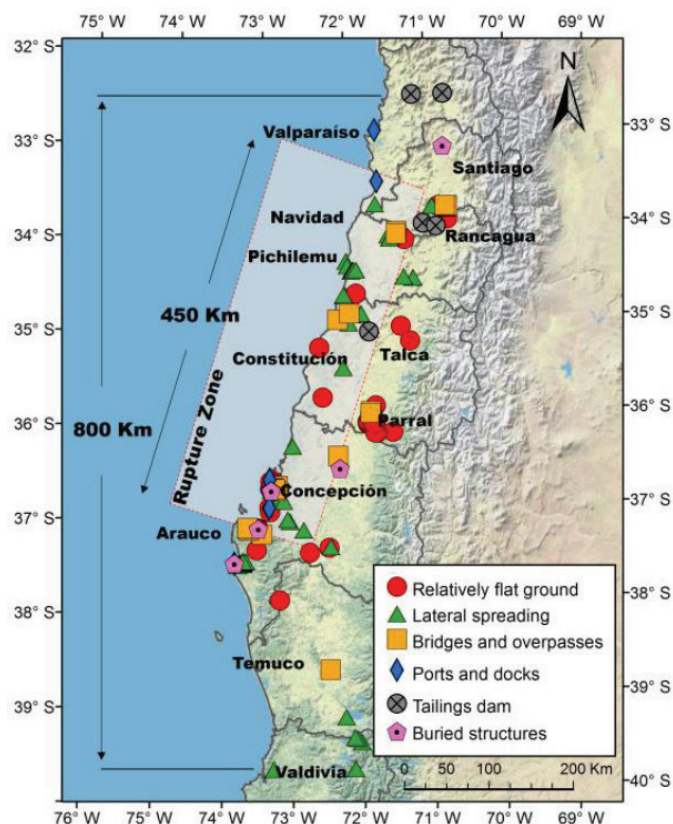 75° W 74° W 73° W 72° W 71° W 70° W 69° W
32° S
33° S
34° S
35° S
36° S
37° S
38° S
39° S
N
33° S
34° S
35° S
36° S
37° S
38° S
39° S
40° S
Valparaíso
Santiago
Navidad
Rancagua
Pichilemu
450 Km
Constitución
Talca
800 Km
Rupture Zone
Parral
Concepción
Arauco
Temuco
Valdivia
Relatively flat ground
Lateral spreading
Bridges and overpasses
Ports and docks
Tailings dam
Buried structures
0 50 100 200 Km
76° W 75° W 74° W 73° W 72° W 71° W 70° W